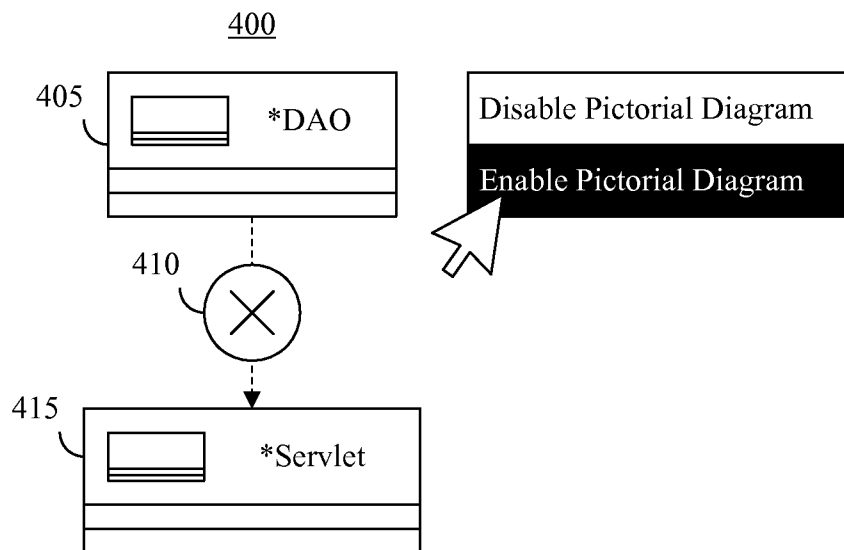 400
405
*DAO
Disable Pictorial Diagram
Enable Pictorial Diagram
410
415
*Servlet